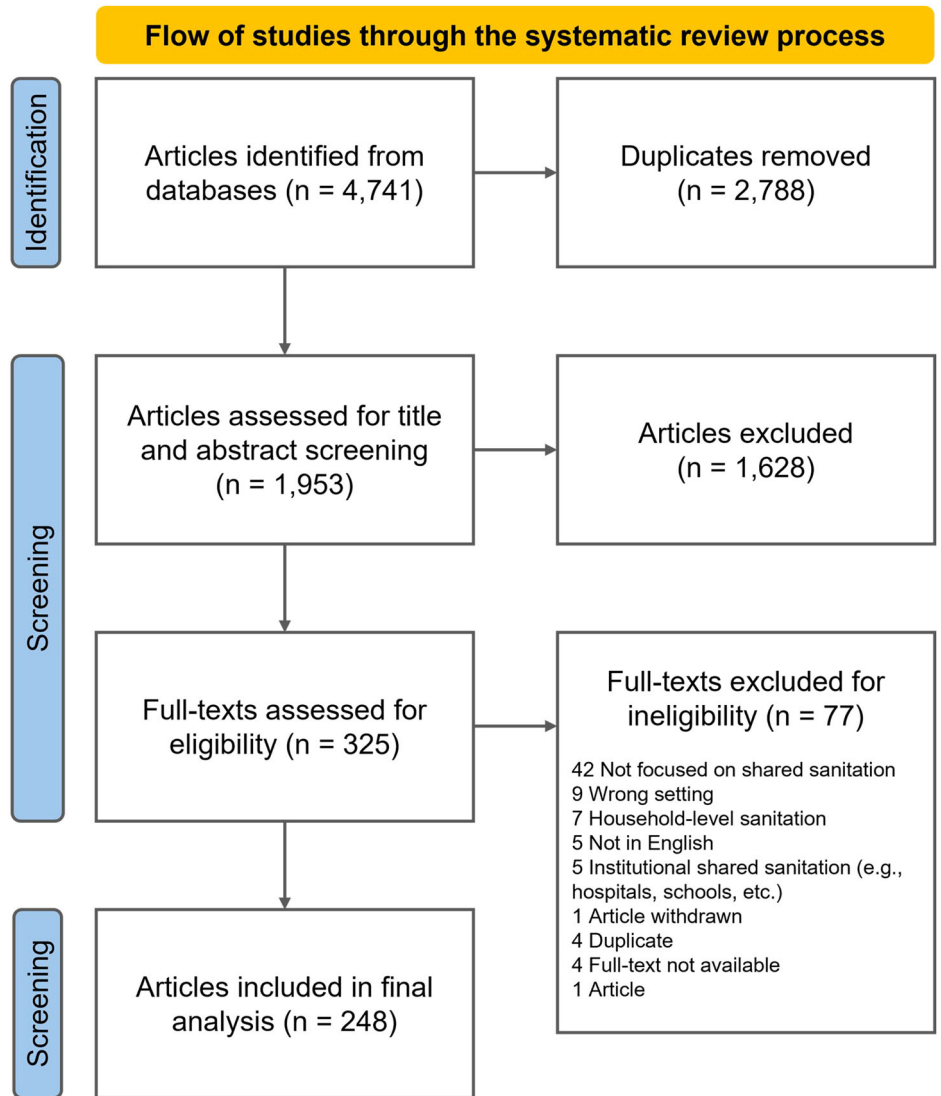 Flow of studies through the systematic review process
Identification
Articles identified from
databases (n = 4,741)
Duplicates removed
(n = 2,788)
Screening
Articles assessed for title
and abstract screening
(n = 1,953)
Articles excluded
(n = 1,628)
Full-texts assessed for
eligibility (n = 325)
Full-texts excluded for
ineligibility (n = 77)
42 Not focused on shared sanitation
9 Wrong setting
7 Household-level sanitation
5 Not in English
5 Institutional shared sanitation (e.g.,
hospitals, schools, etc.)
1 Article withdrawn
4 Duplicate
4 Full-text not available
1 Article
Screening
Articles included in final
analysis (n = 248)